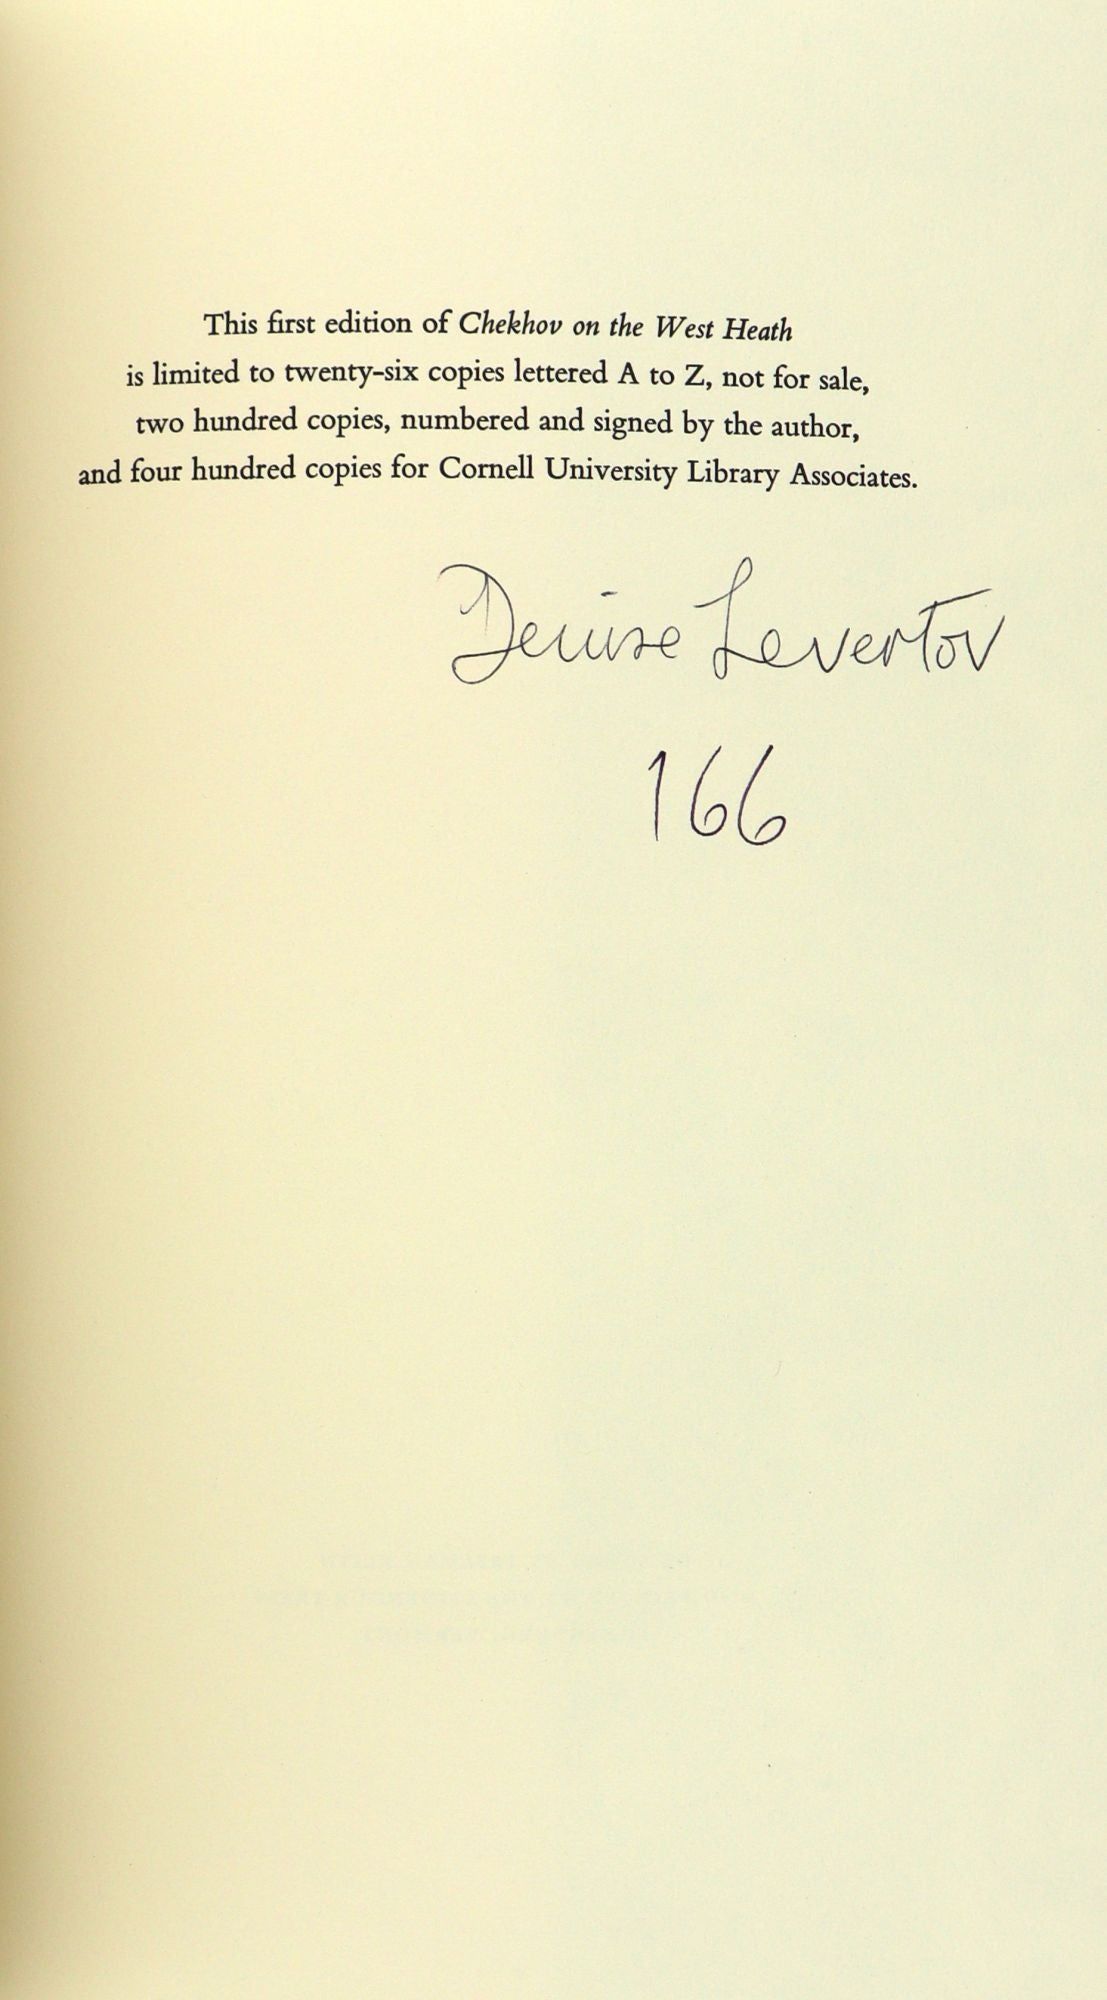 This first edition of Chekhov on the West Heath
is limited to twenty-six copies lettered A to Z, not for sale,
two hundred copies, numbered and signed by the author,
and four hundred copies for Cornell University Library Associates.
Denise Levertov
166